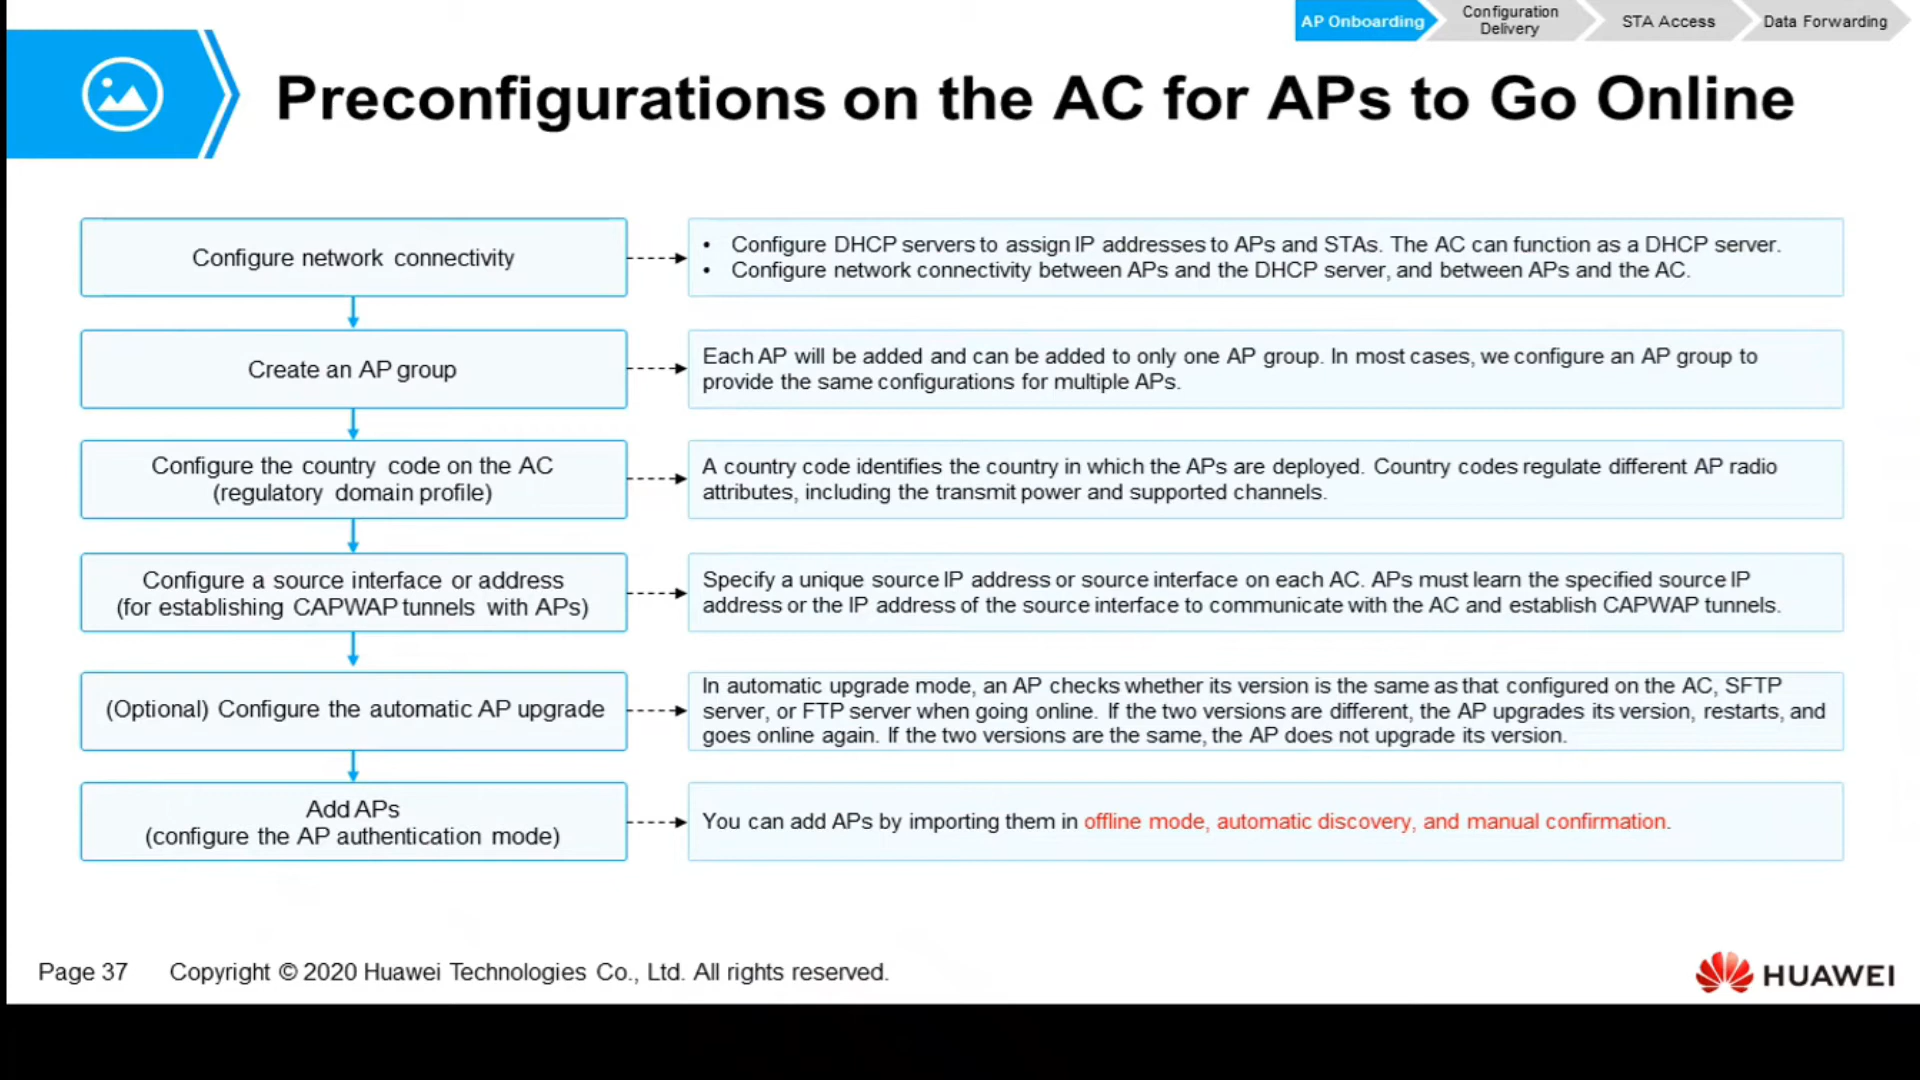 AP Onboarding
Configuration
Delivery
STA Access
Data Forwarding
Preconfigurations on the AC for APs to Go Online
Configure network connectivity
• Configure DHCP servers to assign IP addresses to APs and STAs. The AC can function as a DHCP server.
• Configure network connectivity between APs and the DHCP server, and between APs and the AC.
Create an AP group
Each AP will be added and can be added to only one AP group. In most cases, we configure an AP group to
provide the same configurations for multiple APs.
Configure the country code on the AC
(regulatory domain profile)
A country code identifies the country in which the APs are deployed. Country codes regulate different AP radio
attributes, including the transmit power and supported channels.
Configure a source interface or address
(for establishing CAPWAP tunnels with APs)
Specify a unique source IP address or source interface on each AC. APs must learn the specified source IP
address or the IP address of the source interface to communicate with the AC and establish CAPWAP tunnels.
(Optional) Configure the automatic AP upgrade
In automatic upgrade mode, an AP checks whether its version is the same as that configured on the AC, SFTP
server, or FTP server when going online. If the two versions are different, the AP upgrades its version, restarts, and
goes online again. If the two versions are the same, the AP does not upgrade its version.
Add APs
(configure the AP authentication mode)
You can add APs by importing them in offline mode, automatic discovery, and manual confirmation.
Page 37
Copyright © 2020 Huawei Technologies Co., Ltd. All rights reserved.
HUAWEI